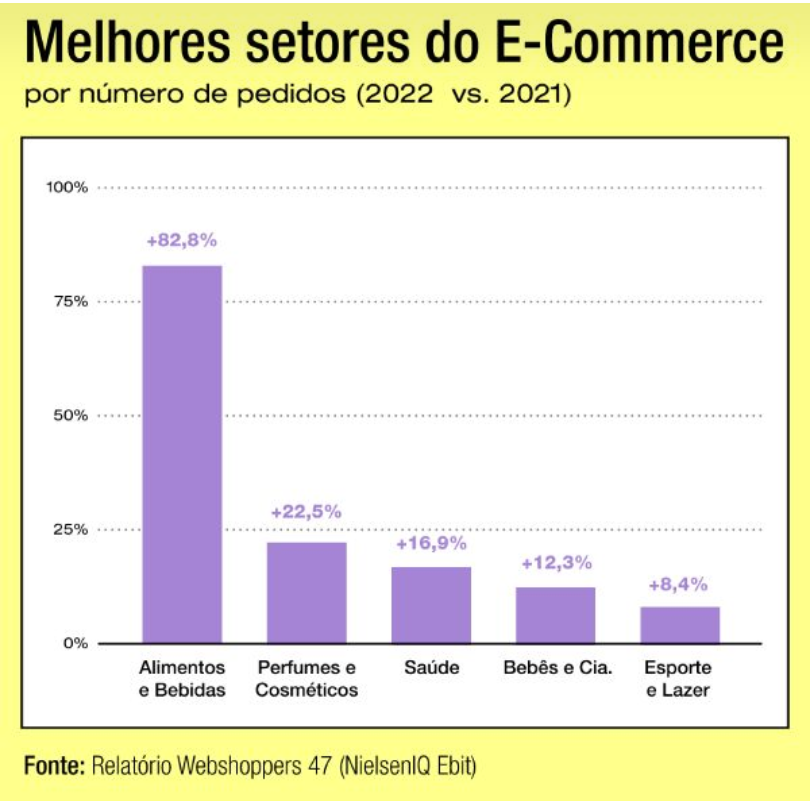 Melhores setores do E-Commerce
por número de pedidos (2022 vs. 2021)
100%
+82,8%
75%
50%
+22,5%
25%
+16,9%
+12,3%
+8,4%
0%
Alimentos
e Bebidas
Perfumes e
Cosméticos
Saúde
Bebês e Cia.
Esporte
e Lazer
Fonte: Relatório Webshoppers 47 (NielsenIQ Ebit)